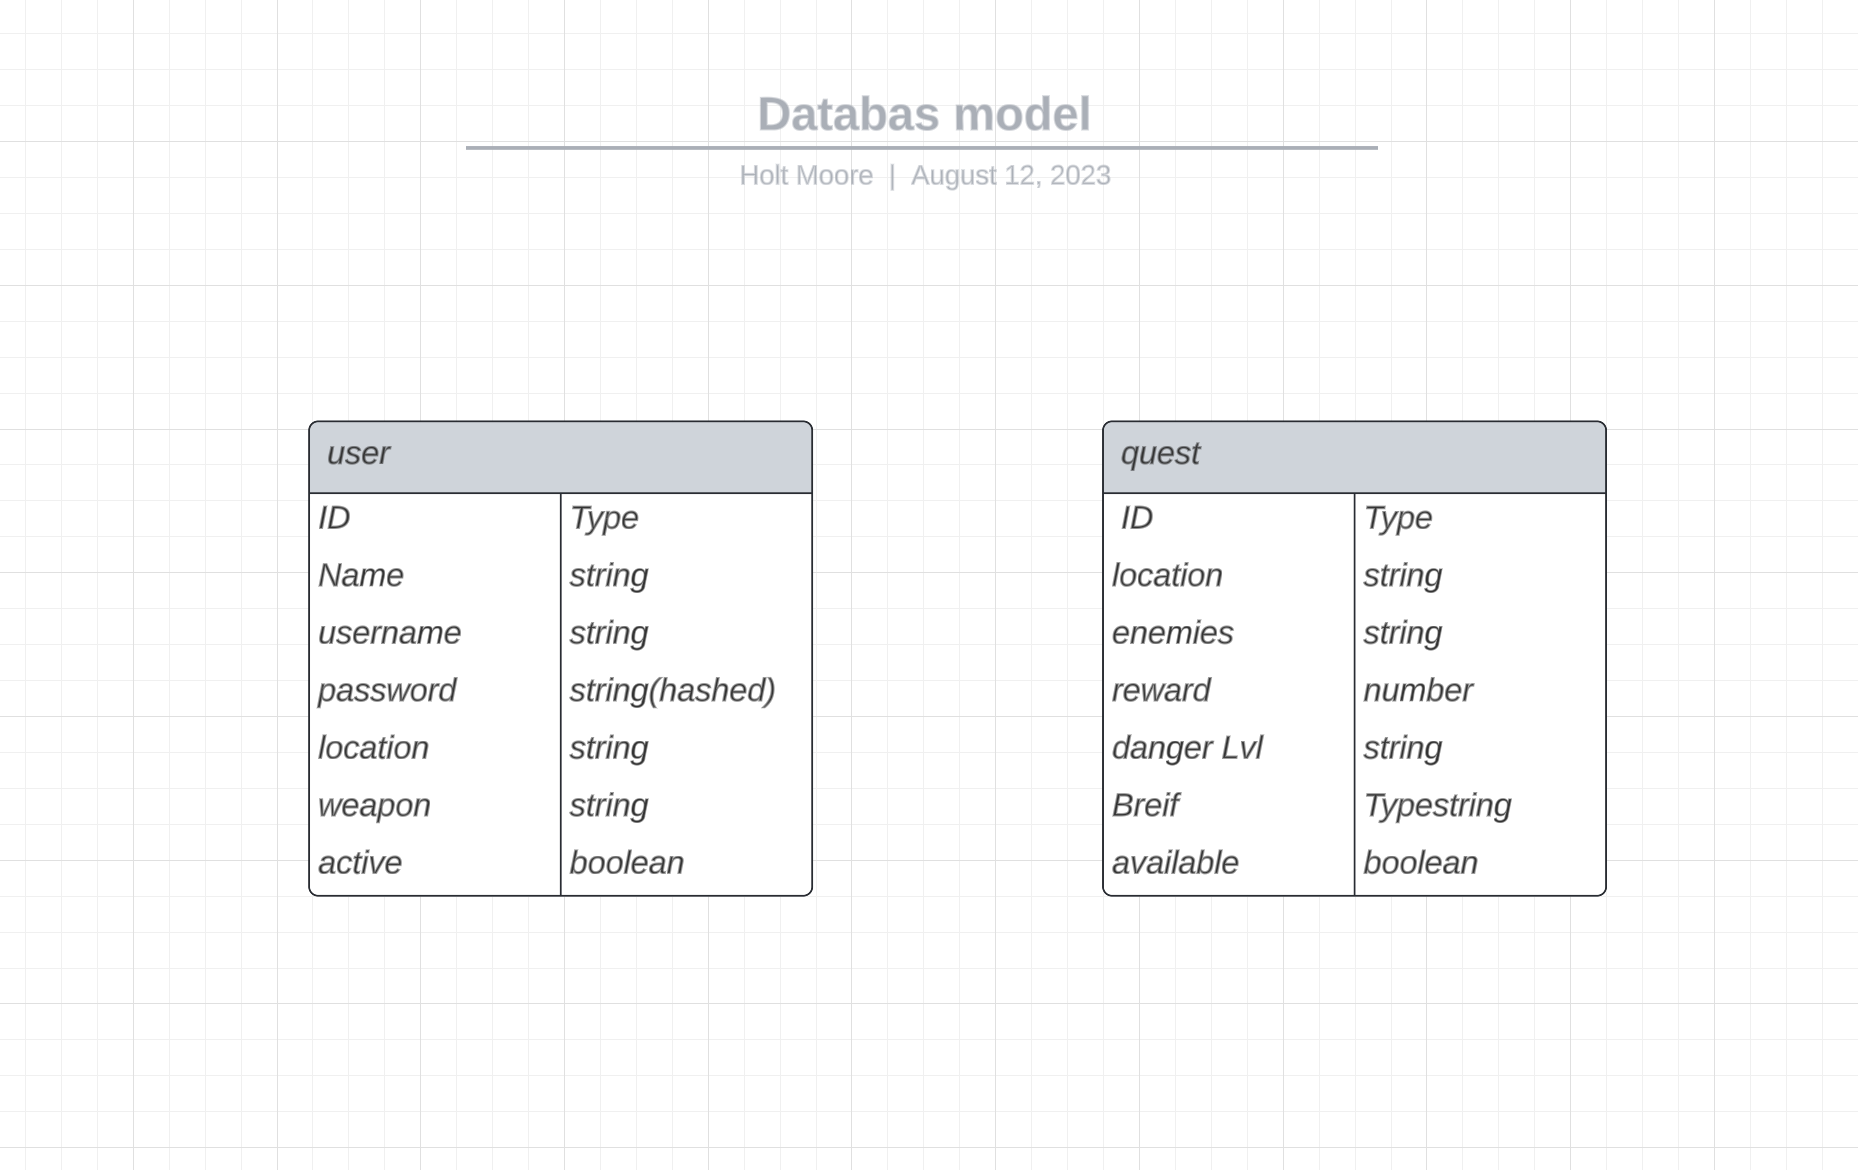 Databas model
Holt Moore | August 12, 2023
user
ID Type
Name string
username string
password string(hashed)
location string
weapon string
active boolean
quest
ID Type
location string
enemies string
reward number
danger Lvl string
Breif Typestring
available boolean